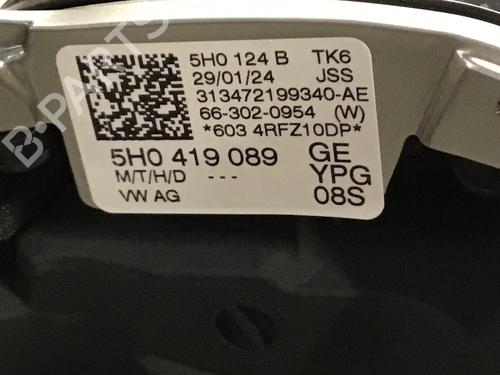 5H0 124 B TK6
29/01/24 JSS
313472199340-AE
66-302-0954 (W)
*603 4RFZ10DP*
5H0 419 089 GE
M/T/H/D --- YPG
VW AG 08S
B-PARTS